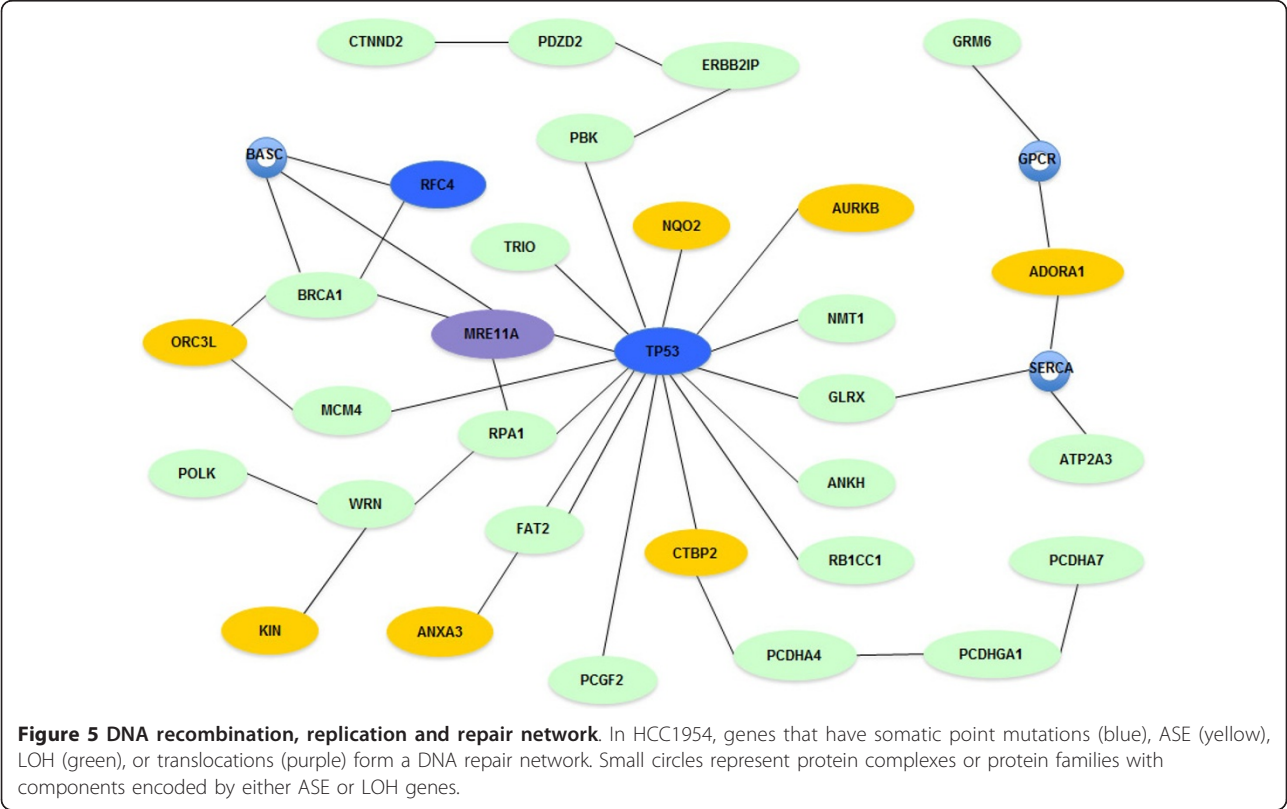 CTNND2
PDZD2
ERBB2IP
GRM6
PBK
BASC
GPCR
RFC4
AURKB
NQO2
TRIO
ADORA1
BRCA1
NMT1
MRE11A
ORC3L
TP53
SERCA
GLRX
MCM4
RPA1
ATP2A3
POLK
ANKH
WRN
FAT2
CTBP2
RB1CC1
PCDHA7
KIN
ANXA3
PCDHA4
PCDHGA1
PCGF2
Figure 5 DNA recombination, replication and repair network. In HCC1954, genes that have somatic point mutations (blue), ASE (yellow),
LOH (green), or translocations (purple) form a DNA repair network. Small circles represent protein complexes or protein families with
components encoded by either ASE or LOH genes.